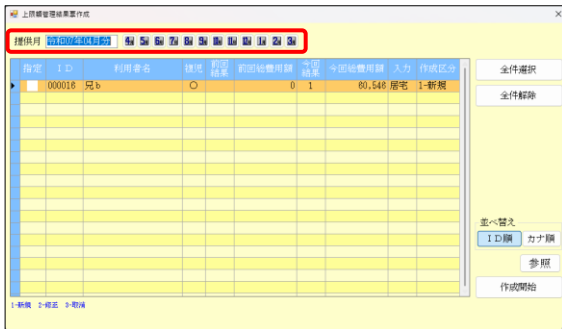 上限額管理結果票作成
提供月 令和07年04月分 4月 5月 6月 7月 8月 9月 10月 11月 12月 1月 2月 3月
指定 ID 利用者名 複児 前回結果 前回総費用額 今回結果 今回総費用額 入力 作成区分
000016 兄b ○ 0 1 60,546 居宅 1-新規
全件選択
全件解除
並べ替え
ID順 カナ順
参照
作成開始
1-新規 2-修正 3-取消